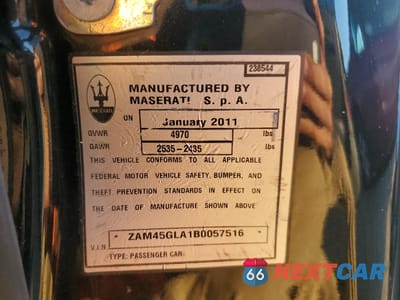 238544
MASERATI
MANUFACTURED BY
MASERATI S.p.A.
ON January 2011
GVWR 4970 lbs
GAWR 2535-2435 lbs
THIS VEHICLE CONFORMS TO ALL APPLICABLE
FEDERAL MOTOR VEHICLE SAFETY, BUMPER, AND
THEFT PREVENTION STANDARDS IN EFFECT ON
THE DATE OF MANUFACTURE SHOWN ABOVE
V.I.N. ZAM45GLA1B0057516
TYPE: PASSENGER CAR
66 NEXTCAR